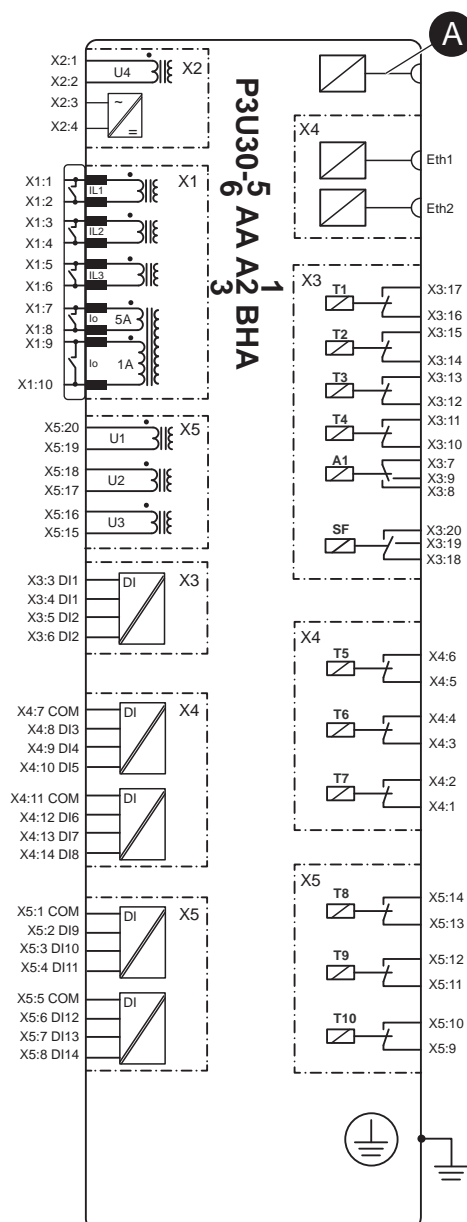 A
X2:1
X2:2
X2:3
X2:4
U4
~
=
X2
X4
Eth1
Eth2
P3U30-5 AA A2 BHA
6
1
3
X1:1
X1:2
X1:3
X1:4
X1:5
X1:6
X1:7
X1:8
X1:9
X1:10
IL1
IL2
IL3
Io
5A
Io
1A
X1
X3
T1
X3:17
X3:16
T2
X3:15
X3:14
T3
X3:13
X3:12
T4
X3:11
X3:10
A1
X3:7
X3:9
X3:8
SF
X3:20
X3:19
X3:18
X5:20
X5:19
X5:18
X5:17
X5:16
X5:15
U1
U2
U3
X5
X3:3 DI1
X3:4 DI1
X3:5 DI2
X3:6 DI2
DI
X3
X4
T5
X4:6
X4:5
T6
X4:4
X4:3
T7
X4:2
X4:1
X4:7 COM
X4:8 DI3
X4:9 DI4
X4:10 DI5
DI
X4
X4:11 COM
X4:12 DI6
X4:13 DI7
X4:14 DI8
DI
X5
T8
X5:14
X5:13
T9
X5:12
X5:11
T10
X5:10
X5:9
X5:1 COM
X5:2 DI9
X5:3 DI10
X5:4 DI11
DI
X5
X5:5 COM
X5:6 DI12
X5:7 DI13
X5:8 DI14
DI